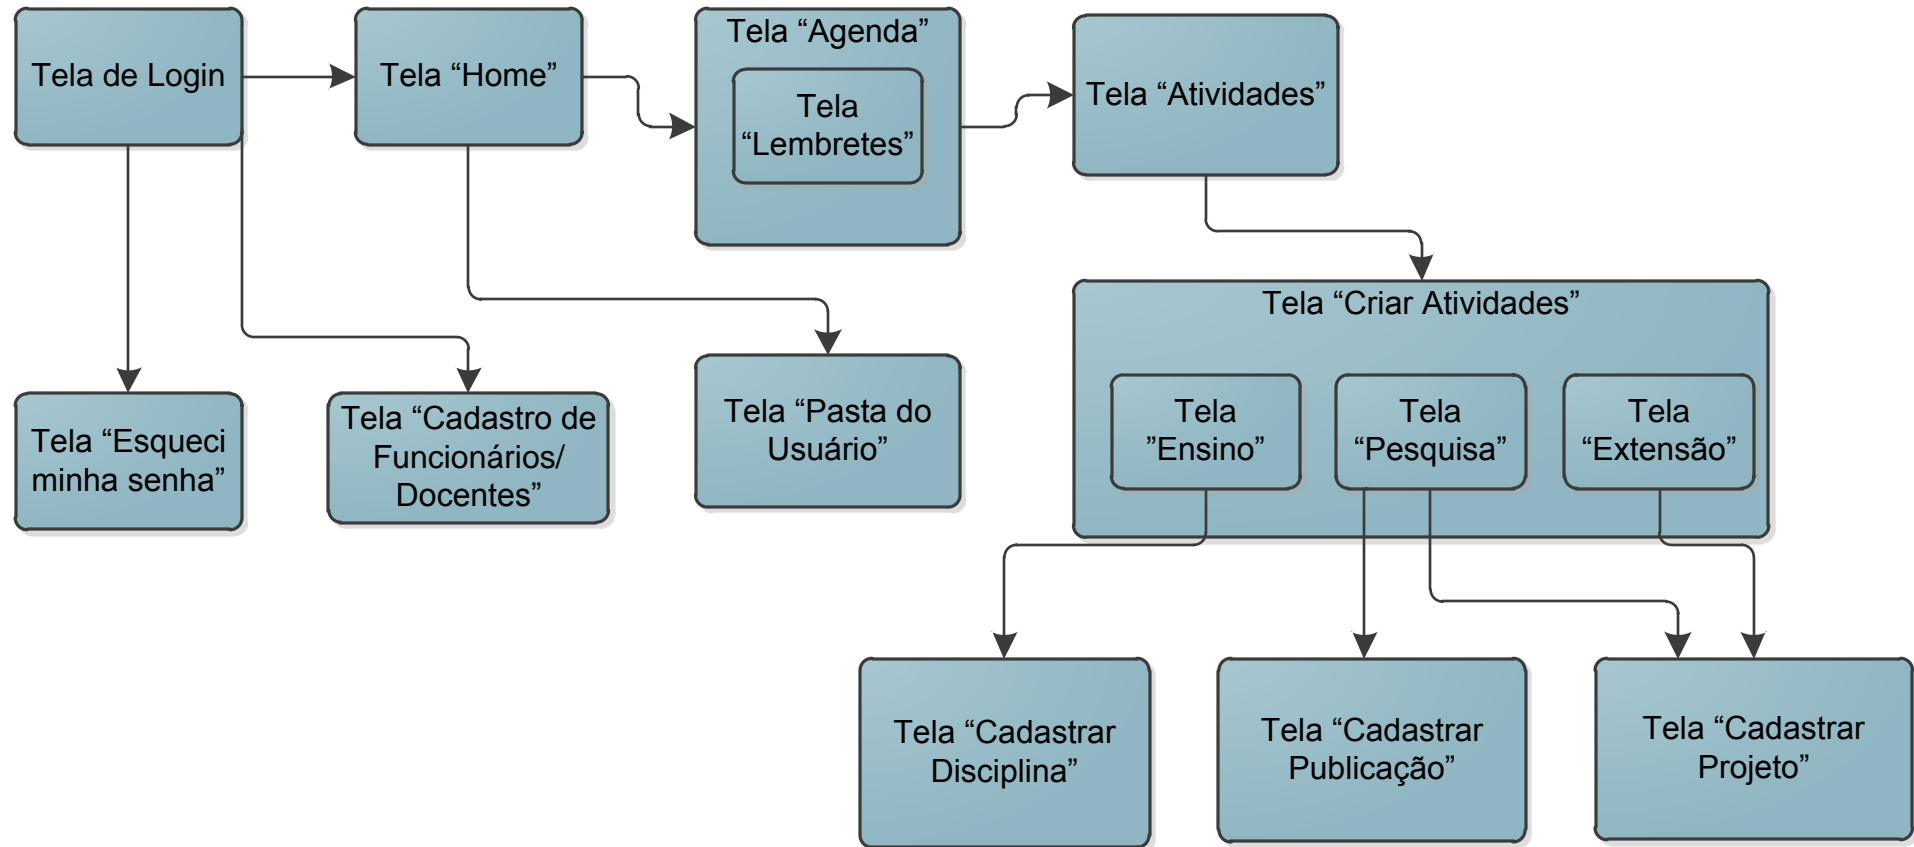 Tela de Login
Tela “Home”
Tela “Agenda”
Tela
“Lembretes”
Tela “Atividades”
Tela “Criar Atividades”
Tela
”Ensino”
Tela
“Pesquisa”
Tela
“Extensão”
Tela “Esqueci
minha senha”
Tela “Cadastro de
Funcionários/
Docentes”
Tela “Pasta do
Usuário”
Tela “Cadastrar
Disciplina”
Tela “Cadastrar
Publicação”
Tela “Cadastrar
Projeto”